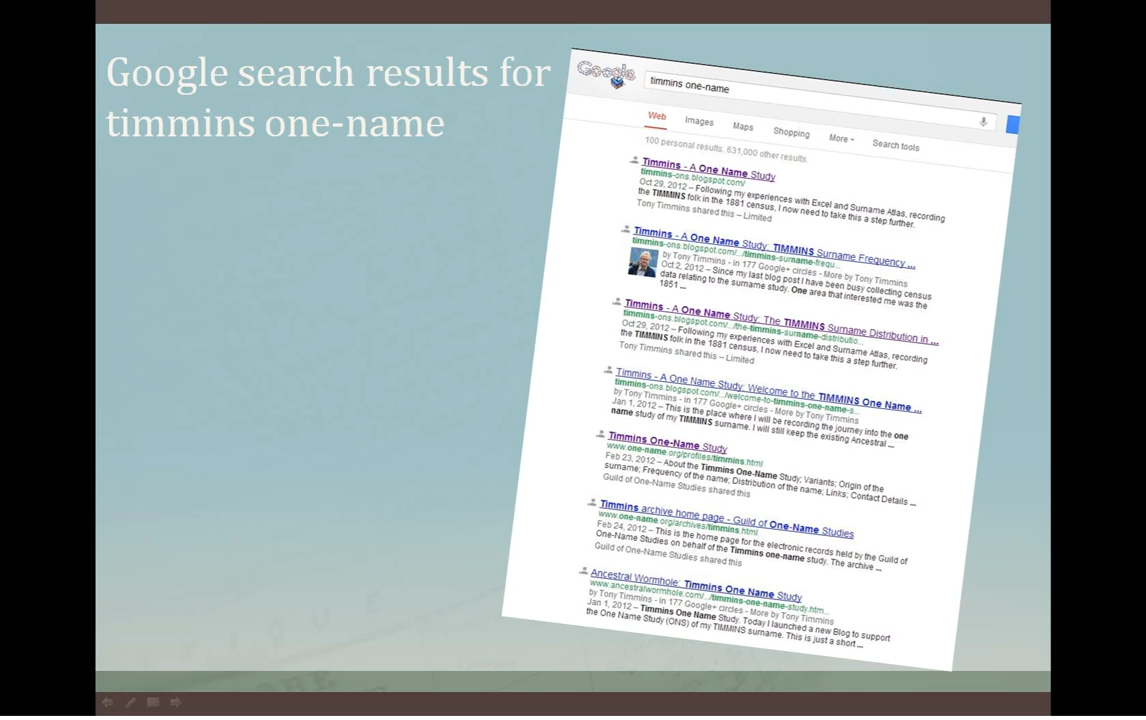 Google search results for
timmins one-name
Google
timmins one-name
Web Images Maps Shopping More Search tools
100 personal results. 631,000 other results.
Timmins - A One Name Study
timmins-ons.blogspot.com/
Oct 29, 2012 – Following my experiences with Excel and Surname Atlas, recording
the TIMMINS folk in the 1881 census, I now need to take this a step further.
Tony Timmins shared this – Limited
Timmins - A One Name Study: TIMMINS Surname Frequency ...
timmins-ons.blogspot.com/.../timmins-surname-frequ...
by Tony Timmins - in 177 Google+ circles - More by Tony Timmins
Oct 2, 2012 – Since my last blog post I have been busy collecting census
data relating to the surname study. One area that interested me was the
1851 ...
Timmins - A One Name Study: The TIMMINS Surname Distribution in ...
timmins-ons.blogspot.com/.../the-timmins-surname-distributio...
Oct 29, 2012 – Following my experiences with Excel and Surname Atlas, recording
the TIMMINS folk in the 1881 census, I now need to take this a step further.
Tony Timmins shared this – Limited
Timmins - A One Name Study: Welcome to the TIMMINS One Name ...
timmins-ons.blogspot.com/.../welcome-to-timmins-one-name-s...
by Tony Timmins - in 177 Google+ circles - More by Tony Timmins
Jan 1, 2012 – This is the place where I will be recording the journey into the one
name study of my TIMMINS surname. I will still keep the existing Ancestral ...
Timmins One-Name Study
www.one-name.org/profiles/timmins.html
Feb 23, 2012 – About the Timmins One-Name Study; Variants; Origin of the
surname; Frequency of the name; Distribution of the name; Links; Contact Details ...
Guild of One-Name Studies shared this
Timmins archive home page - Guild of One-Name Studies
www.one-name.org/archives/timmins.html
Feb 24, 2012 – This is the home page for the electronic records held by the Guild of
One-Name Studies on behalf of the Timmins one-name study. The archive ...
Guild of One-Name Studies shared this
Ancestral Wormhole: Timmins One Name Study
www.ancestralwormhole.com/.../timmins-one-name-study.htm...
by Tony Timmins - in 177 Google+ circles - More by Tony Timmins
Jan 1, 2012 – Timmins One Name Study. Today I launched a new Blog to support
the One Name Study (ONS) of my TIMMINS surname. This is just a short ...